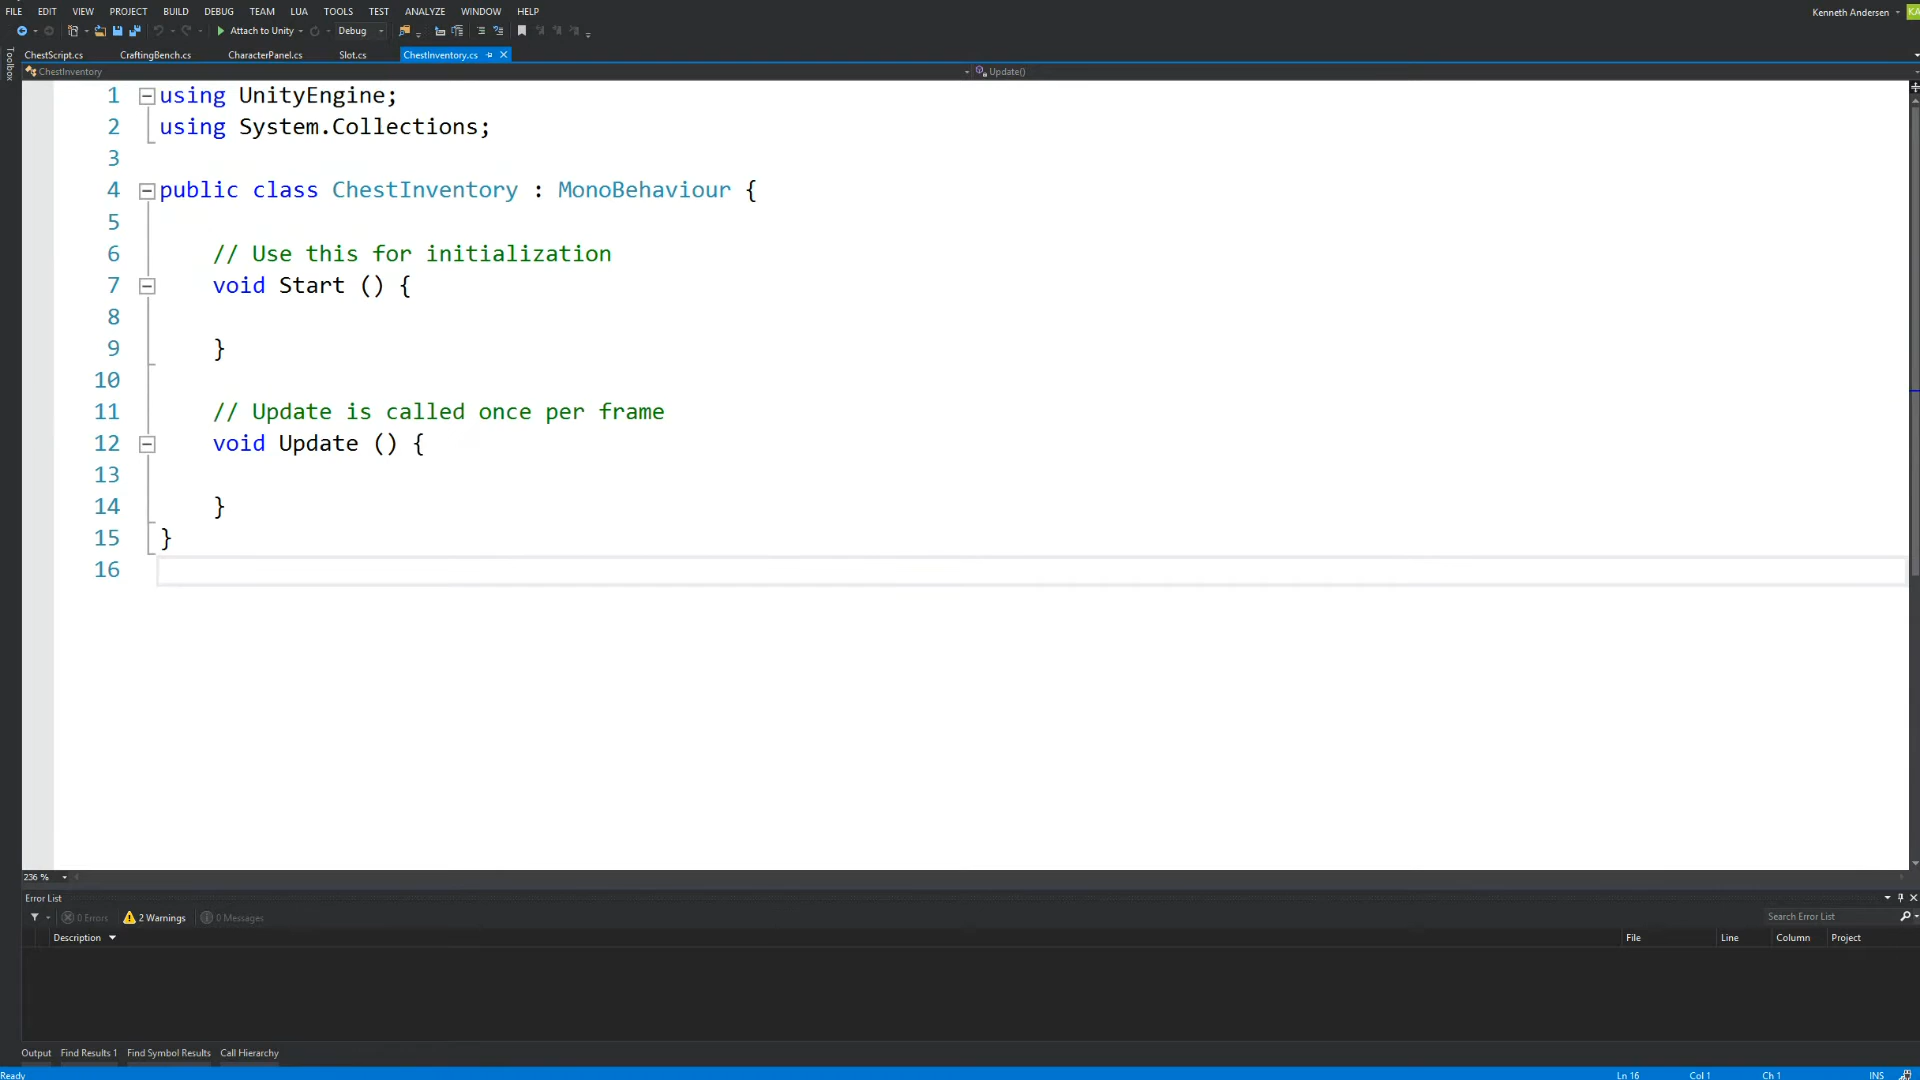 FILE EDIT VIEW PROJECT BUILD DEBUG TEAM LUA TOOLS TEST ANALYZE WINDOW HELP Kenneth Andersen KA
Attach to Unity Debug
Toolbox
ChestScript.cs CraftingBench.cs CharacterPanel.cs Slot.cs ChestInventory.cs
ChestInventory Update()
1 using UnityEngine;
2 using System.Collections;
3
4 public class ChestInventory : MonoBehaviour {
5
6 // Use this for initialization
7 void Start () {
8
9 }
10
11 // Update is called once per frame
12 void Update () {
13
14 }
15 }
16
236 %
Error List
0 Errors 2 Warnings 0 Messages Search Error List
Description File Line Column Project
Output Find Results 1 Find Symbol Results Call Hierarchy
Ready Ln 16 Col 1 Ch 1 INS